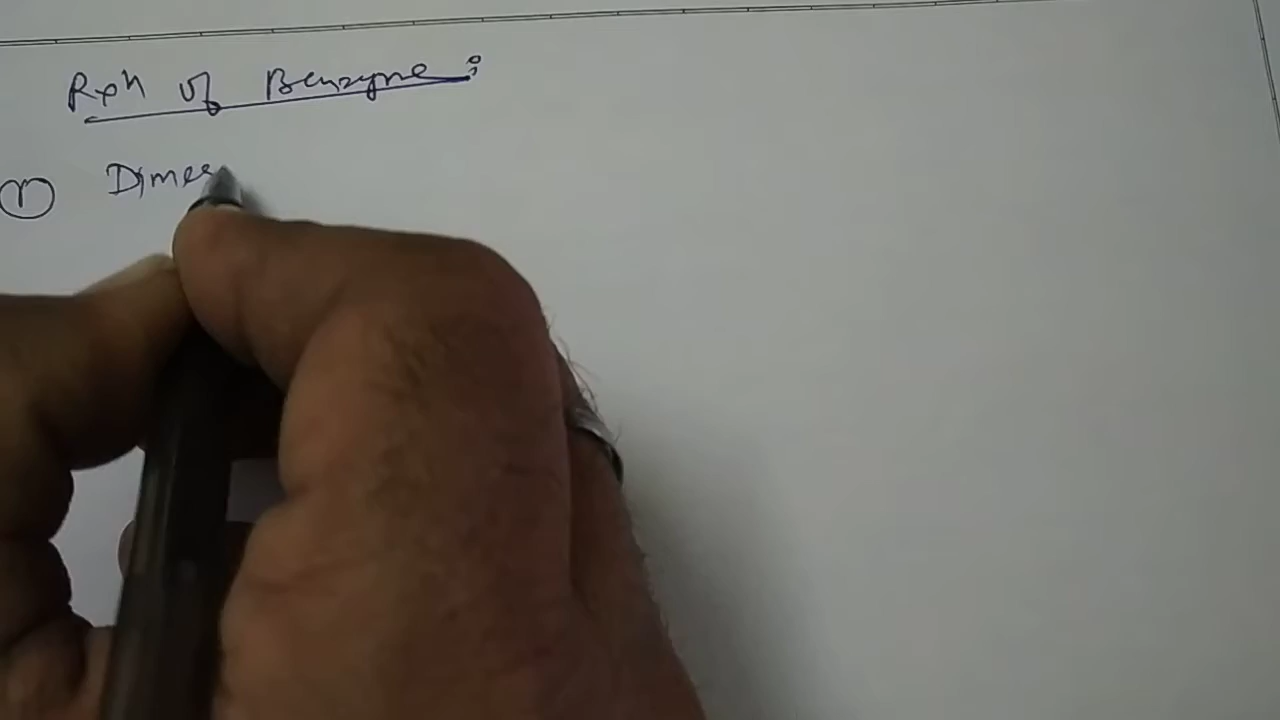 Rxn of Benzyne :
① Dimer